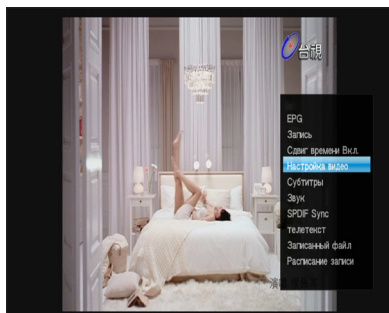 台視
EPG
Запись
Сдвиг времени Вкл.
Настройка видео
Субтитры
Звук
SPDIF Sync
телетекст
Записанный файл
Расписание записи